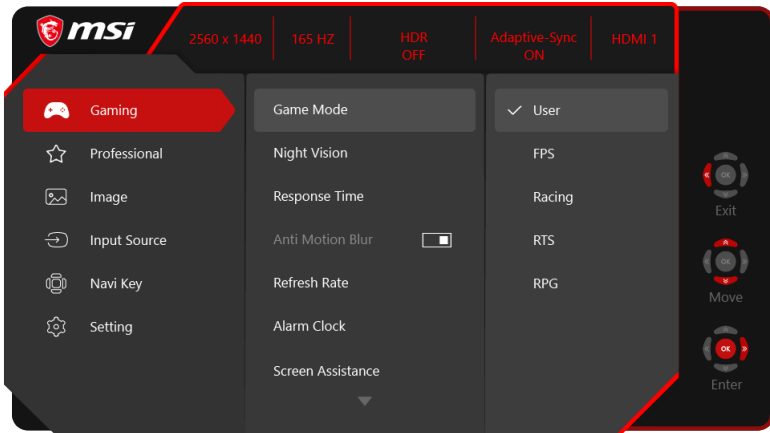 msi
2560 x 1440
165 HZ
HDR
OFF
Adaptive-Sync
ON
HDMI 1
Gaming
Professional
Image
Input Source
Navi Key
Setting
Game Mode
Night Vision
Response Time
Anti Motion Blur
Refresh Rate
Alarm Clock
Screen Assistance
User
FPS
Racing
RTS
RPG
OK
Exit
OK
Move
OK
Enter